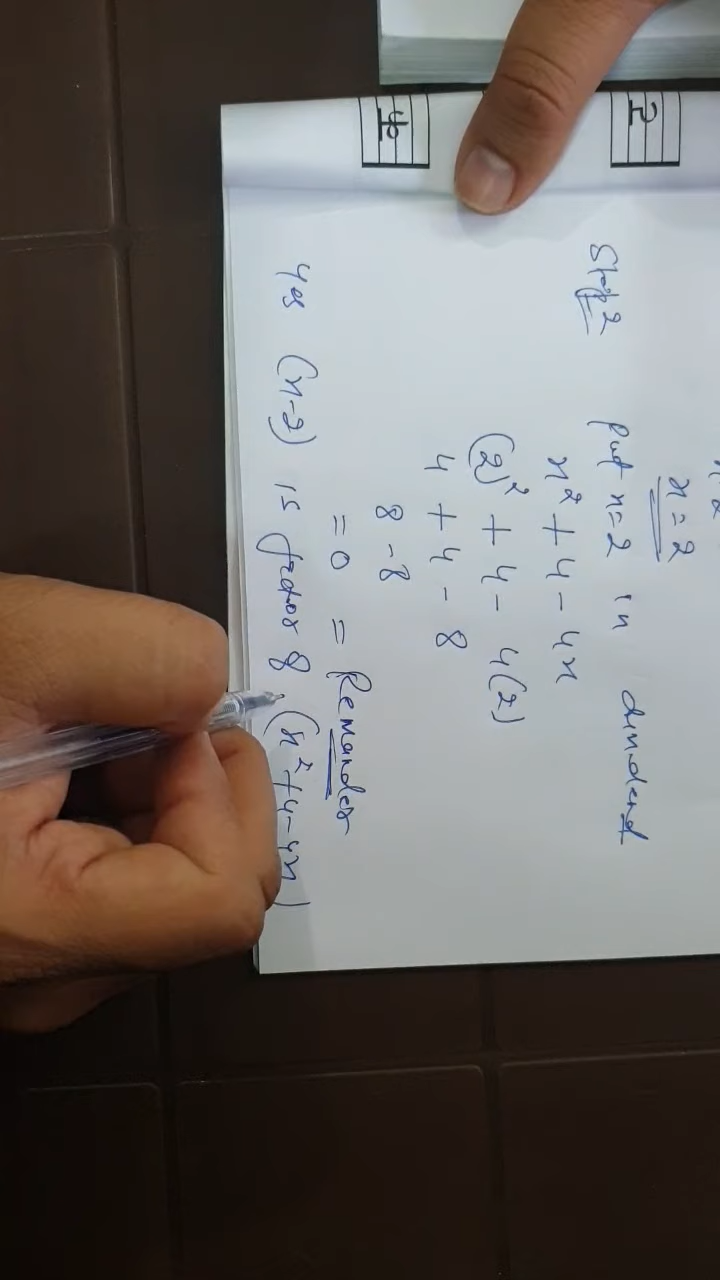 x=2
Step 2 put x=2 in dividend
x² + 4 - 4x
(2)² + 4 - 4(2)
4 + 4 - 8
8 - 8
= 0 = Remander
Yes (x-2) is factor of (x²+4-4x)